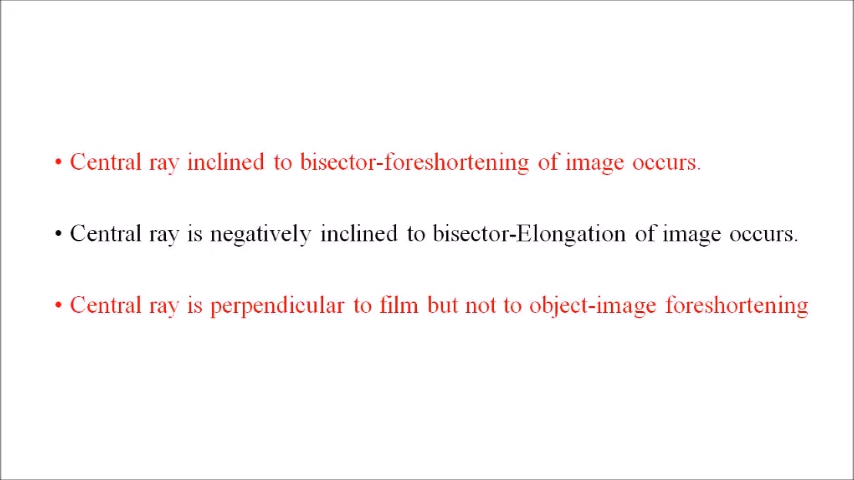 • Central ray inclined to bisector-foreshortening of image occurs.
• Central ray is negatively inclined to bisector-Elongation of image occurs.
• Central ray is perpendicular to film but not to object-image foreshortening